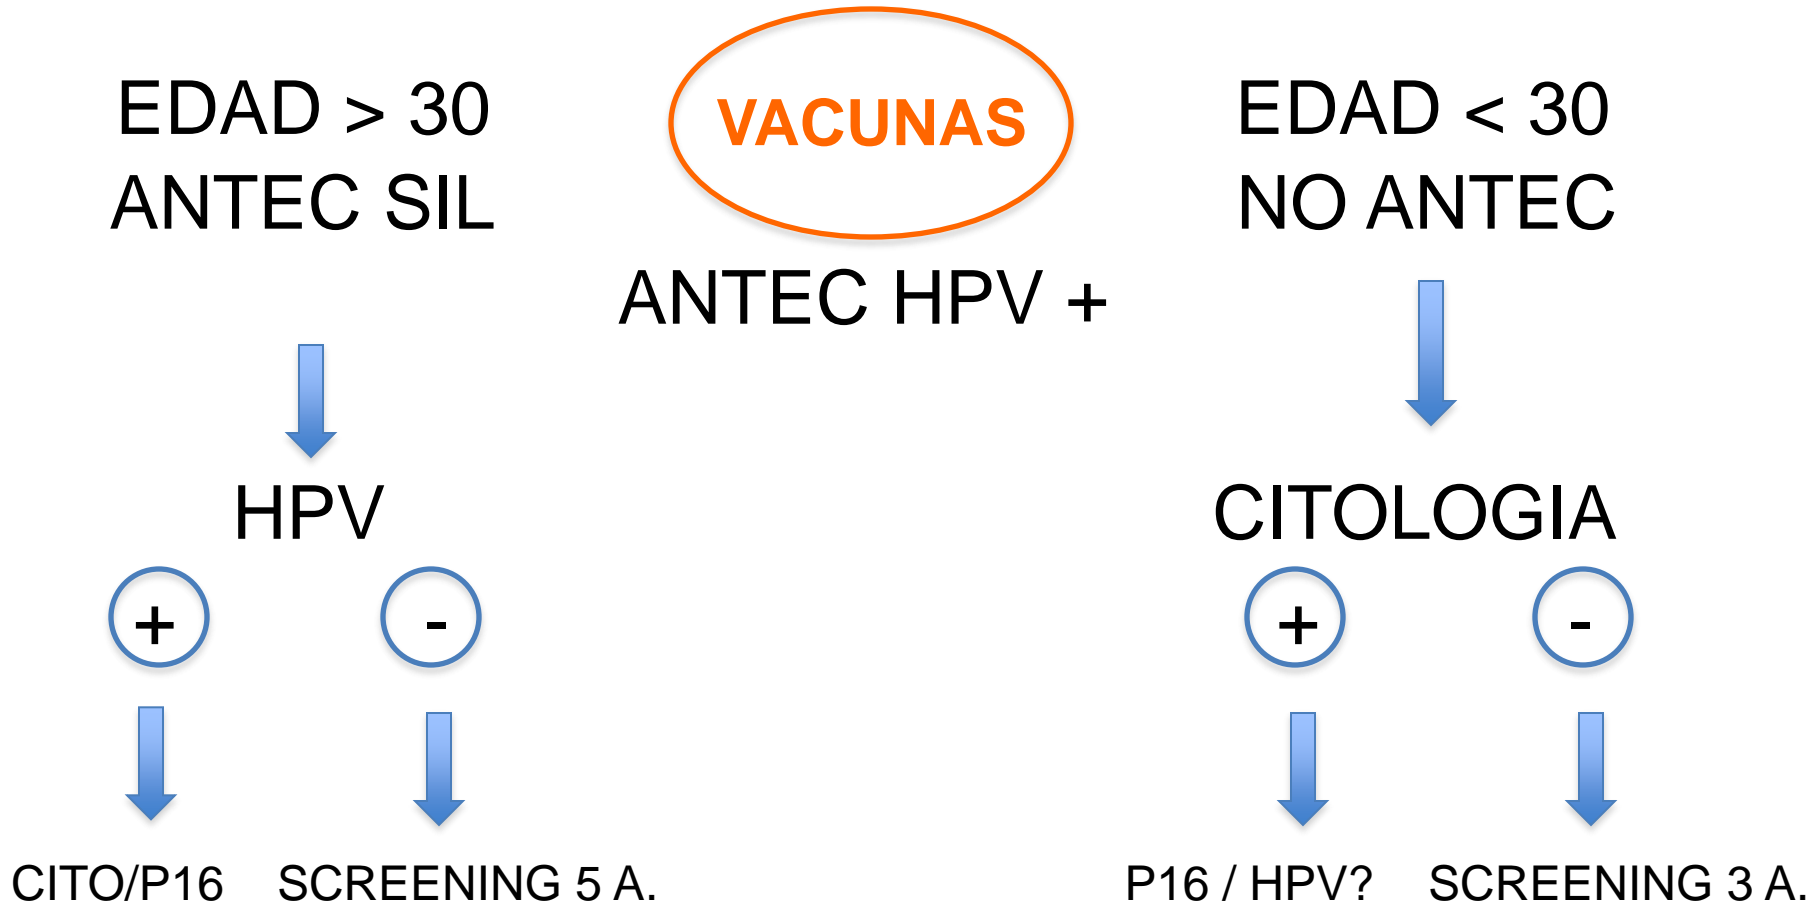 EDAD > 30
ANTEC SIL
VACUNAS
ANTEC HPV +
EDAD < 30
NO ANTEC
HPV
+
-
CITOLOGIA
+
-
CITO/P16
SCREENING 5 A.
P16 / HPV?
SCREENING 3 A.